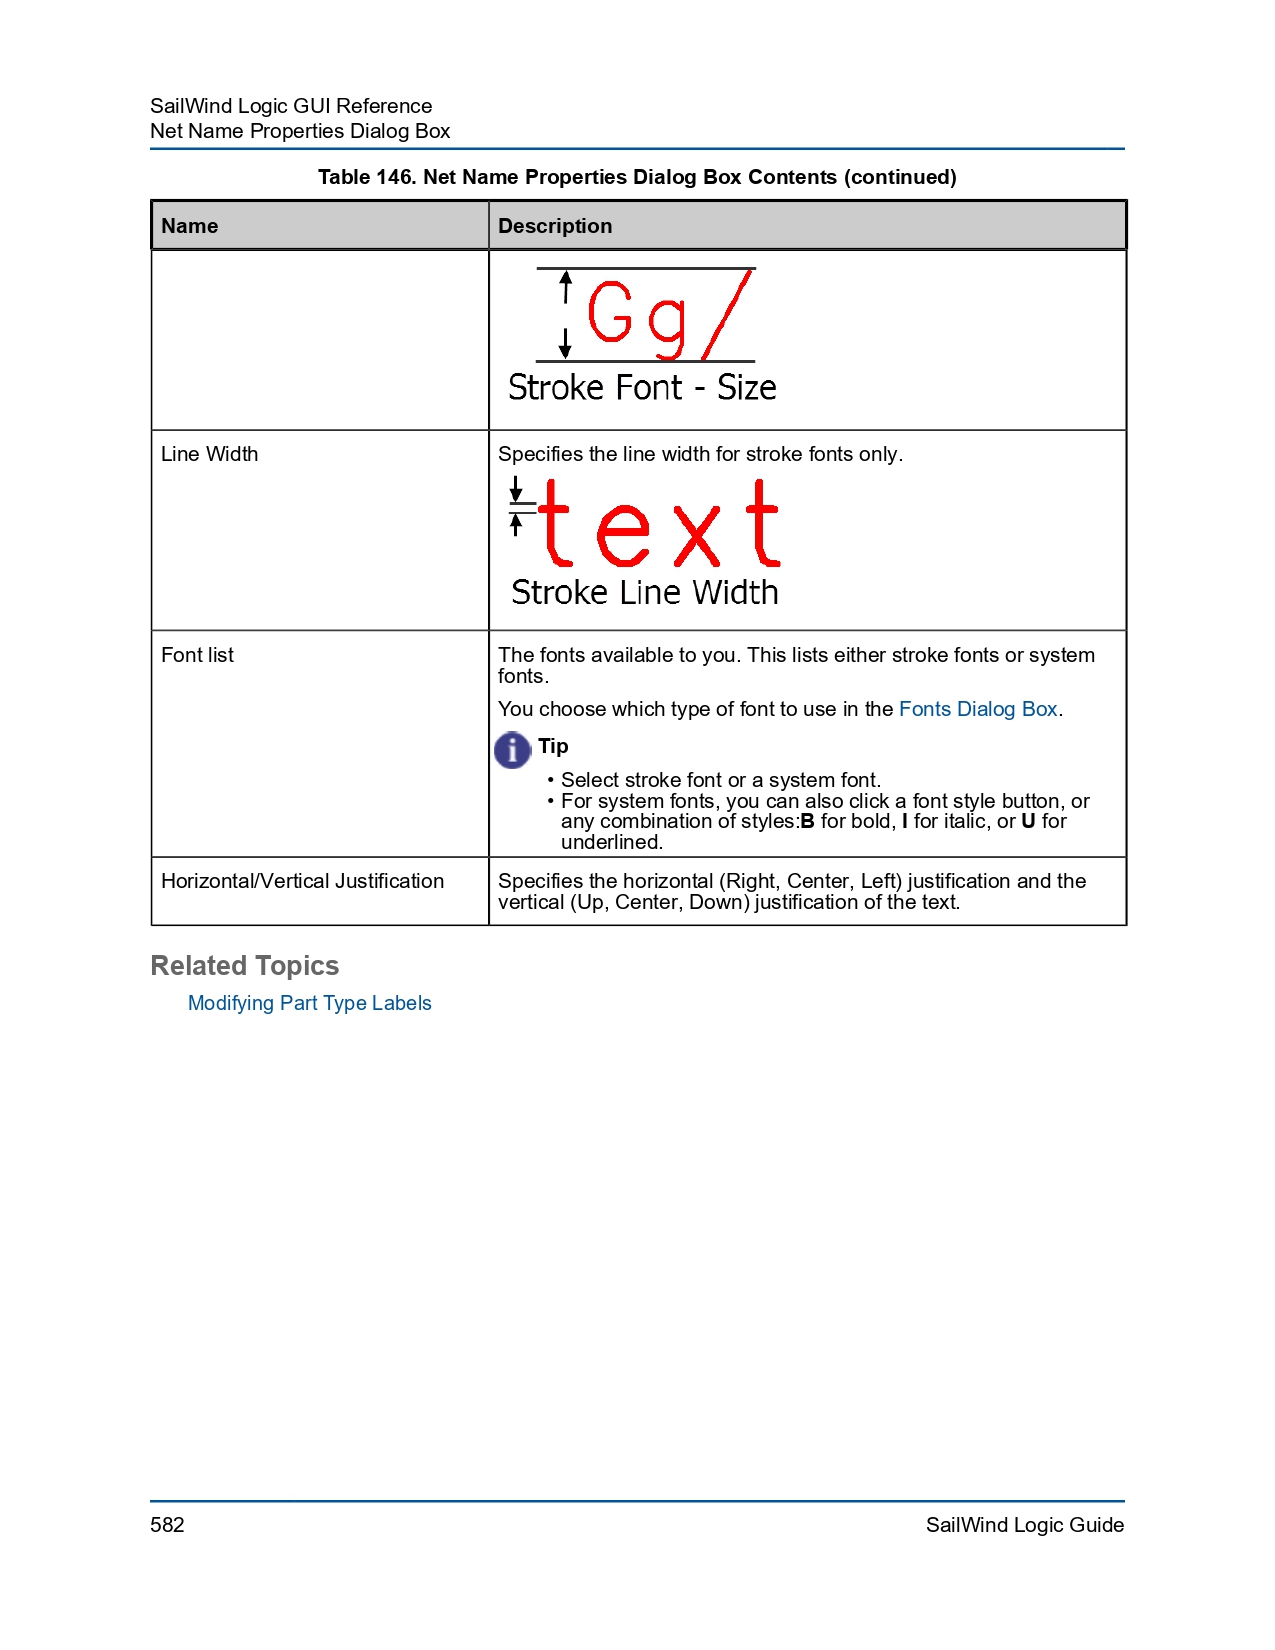 SailWind Logic GUI Reference
Net Name Properties Dialog Box
Table 146. Net Name Properties Dialog Box Contents (continued)
Name
Description
Gg/
Stroke Font - Size
Line Width
Specifies the line width for stroke fonts only.
text
Stroke Line Width
Font list
The fonts available to you. This lists either stroke fonts or system
fonts.
You choose which type of font to use in the Fonts Dialog Box.
i Tip
• Select stroke font or a system font.
• For system fonts, you can also click a font style button, or
any combination of styles:B for bold, I for italic, or U for
underlined.
Horizontal/Vertical Justification
Specifies the horizontal (Right, Center, Left) justification and the
vertical (Up, Center, Down) justification of the text.
Related Topics
Modifying Part Type Labels
582
SailWind Logic Guide